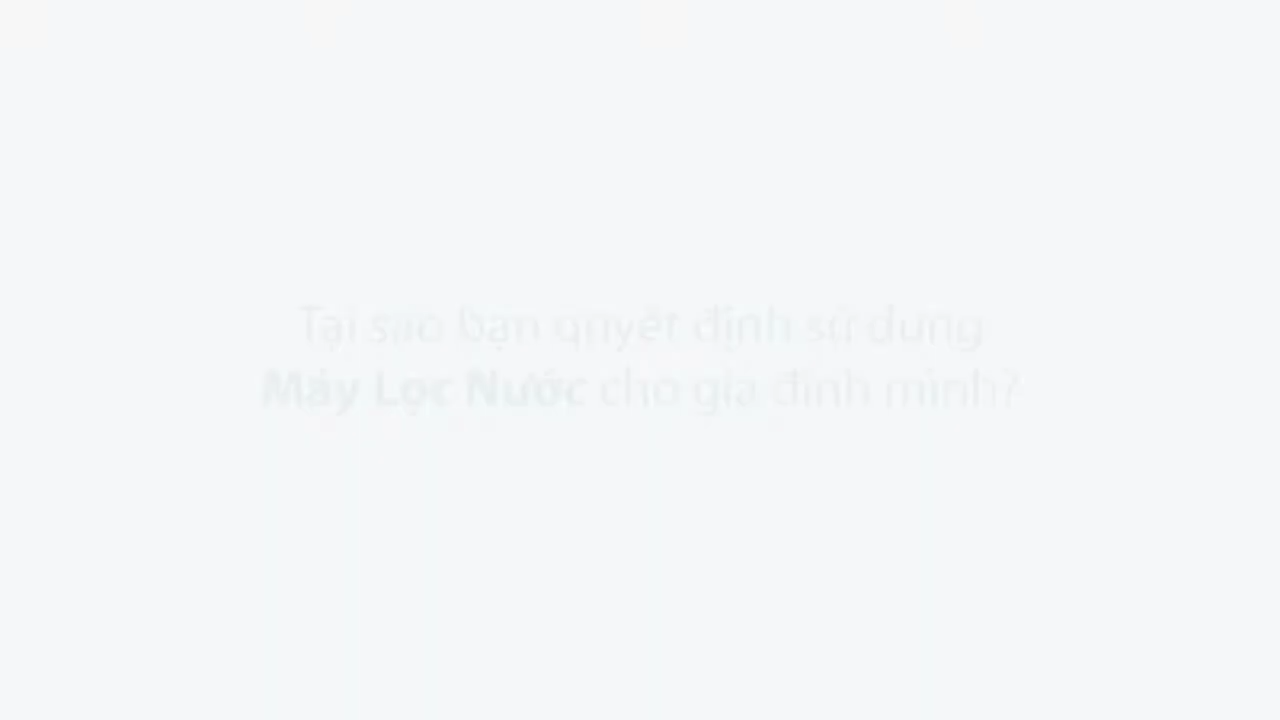 Tại sao bạn quyết định sử dụng
Máy Lọc Nước cho gia đình mình?